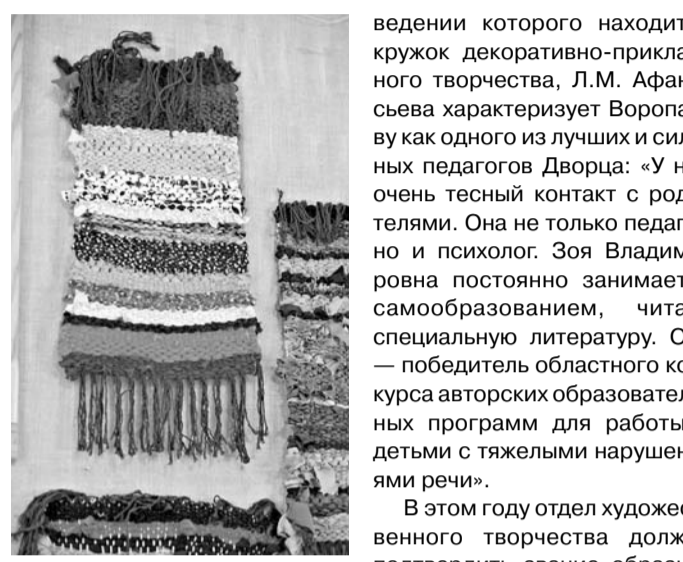 ведении которого находит
кружок декоративно-прикла
ного творчества, Л.М. Афан
сьева характеризует Воропа
ву как одного из лучших и сил
ных педагогов Дворца: «У н
очень тесный контакт с род
телями. Она не только педаг
но и психолог. Зоя Владим
ровна постоянно занимает
самообразованием, чита
специальную литературу. О
— победитель областного ко
курса авторских образовател
ных программ для работы
детьми с тяжелыми нарушен
ями речи».
В этом году отдел художес
венного творчества долж
подтвердить звание образц